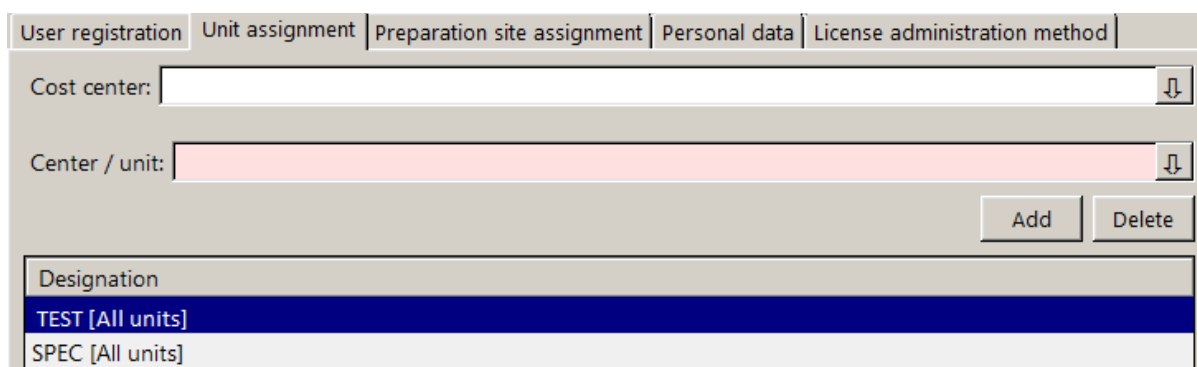 User registration Unit assignment Preparation site assignment Personal data License administration method
Cost center:
Center / unit:
Add Delete
Designation
TEST [All units]
SPEC [All units]